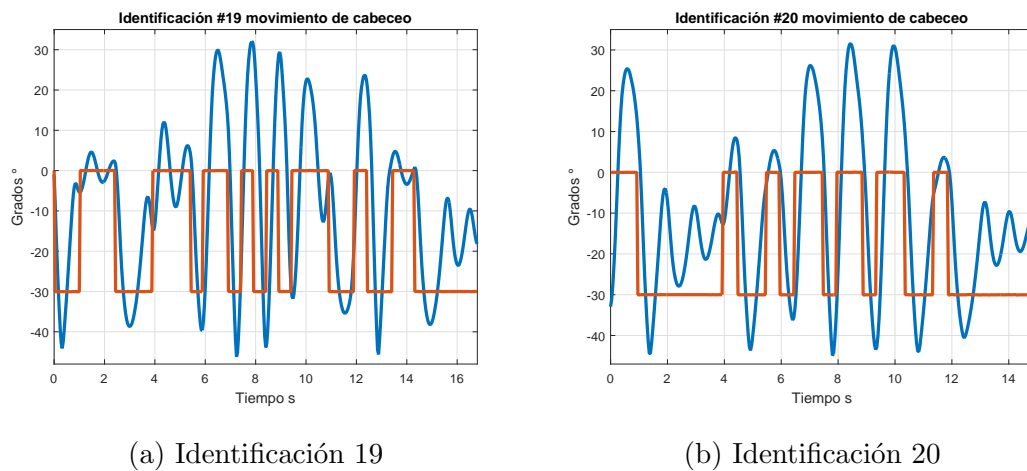 Identificación #19 movimiento de cabeceo
30
20
10
0
-10
-20
-30
-40
Grados °
0 2 4 6 8 10 12 14 16
Tiempo s
(a) Identificación 19
Identificación #20 movimiento de cabeceo
30
20
10
0
-10
-20
-30
-40
Grados °
0 2 4 6 8 10 12 14
Tiempo s
(b) Identificación 20